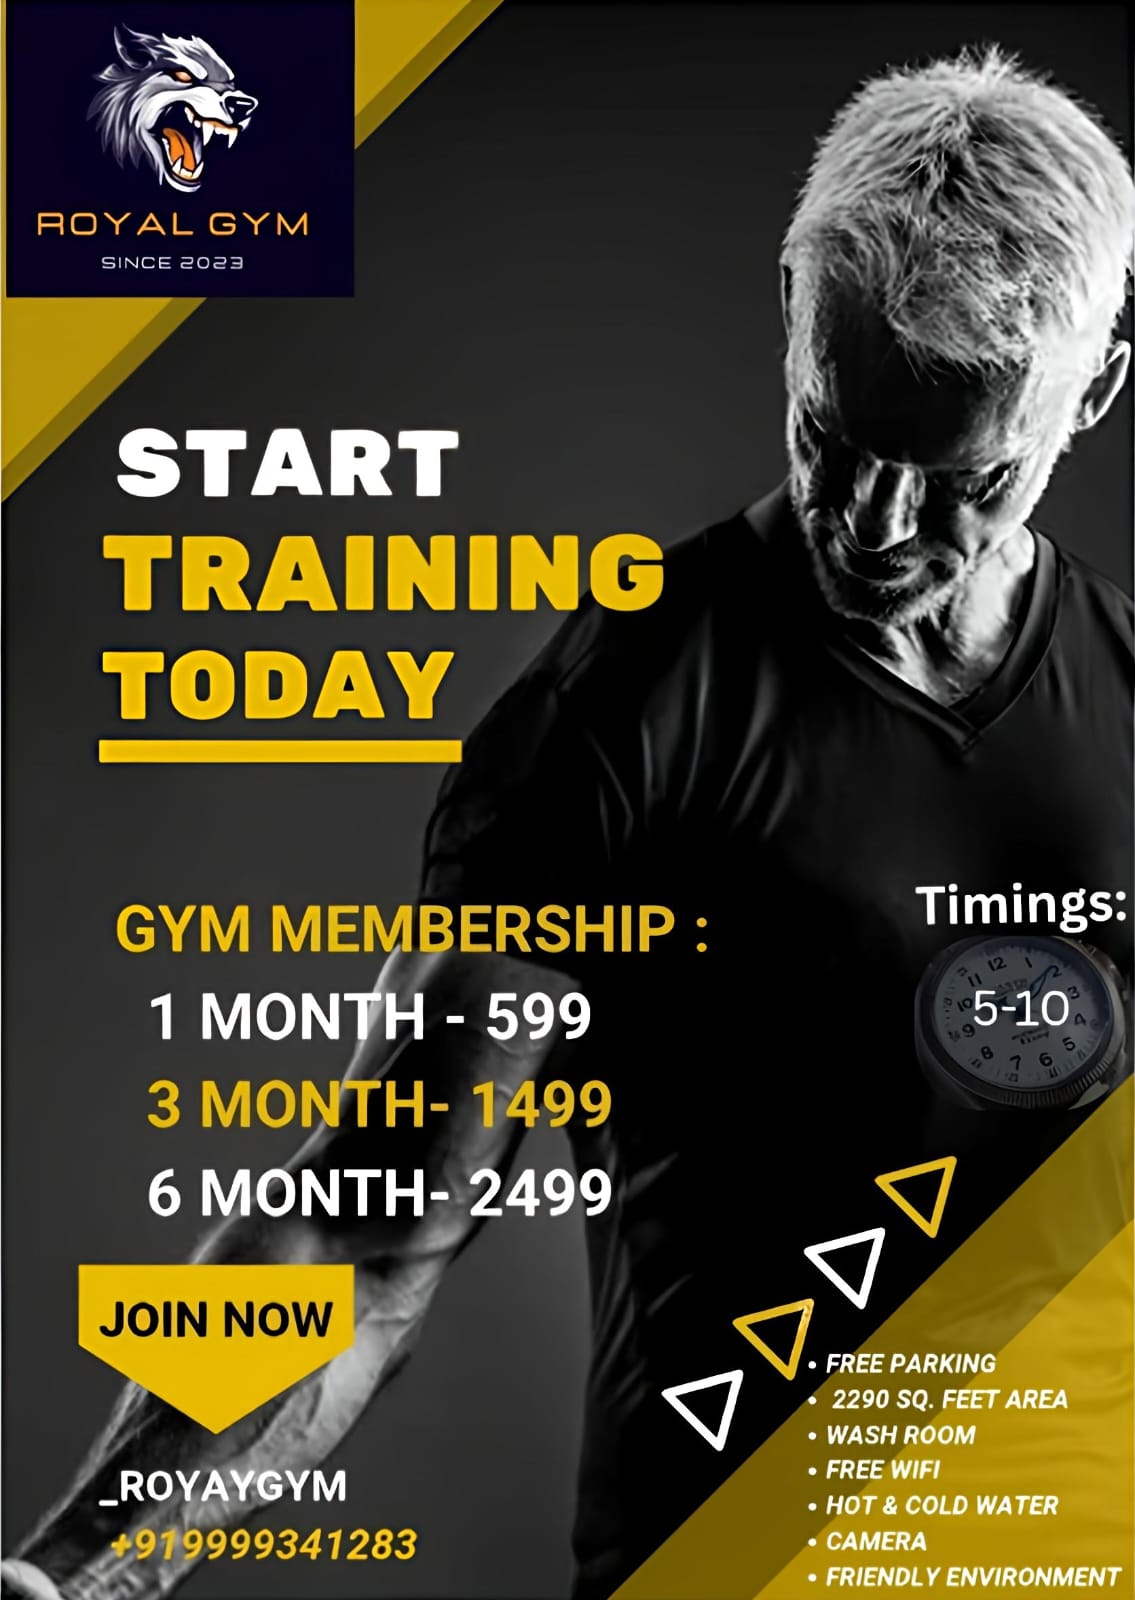 ROYAL GYM
SINCE 2023
START
TRAINING
TODAY
GYM MEMBERSHIP :
1 MONTH - 599
3 MONTH- 1499
6 MONTH- 2499
Timings:
5-10
JOIN NOW
_ROYAYGYM
+919999341283
• FREE PARKING
• 2290 SQ. FEET AREA
• WASH ROOM
• FREE WIFI
• HOT & COLD WATER
• CAMERA
• FRIENDLY ENVIRONMENT